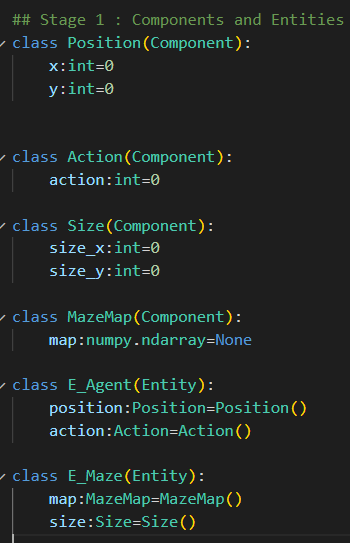 ## Stage 1 : Components and Entities
class Position(Component):
    x:int=0
    y:int=0
class Action(Component):
    action:int=0
class Size(Component):
    size_x:int=0
    size_y:int=0
class MazeMap(Component):
    map:numpy.ndarray=None
class E_Agent(Entity):
    position:Position=Position()
    action:Action=Action()
class E_Maze(Entity):
    map:MazeMap=MazeMap()
    size:Size=Size()